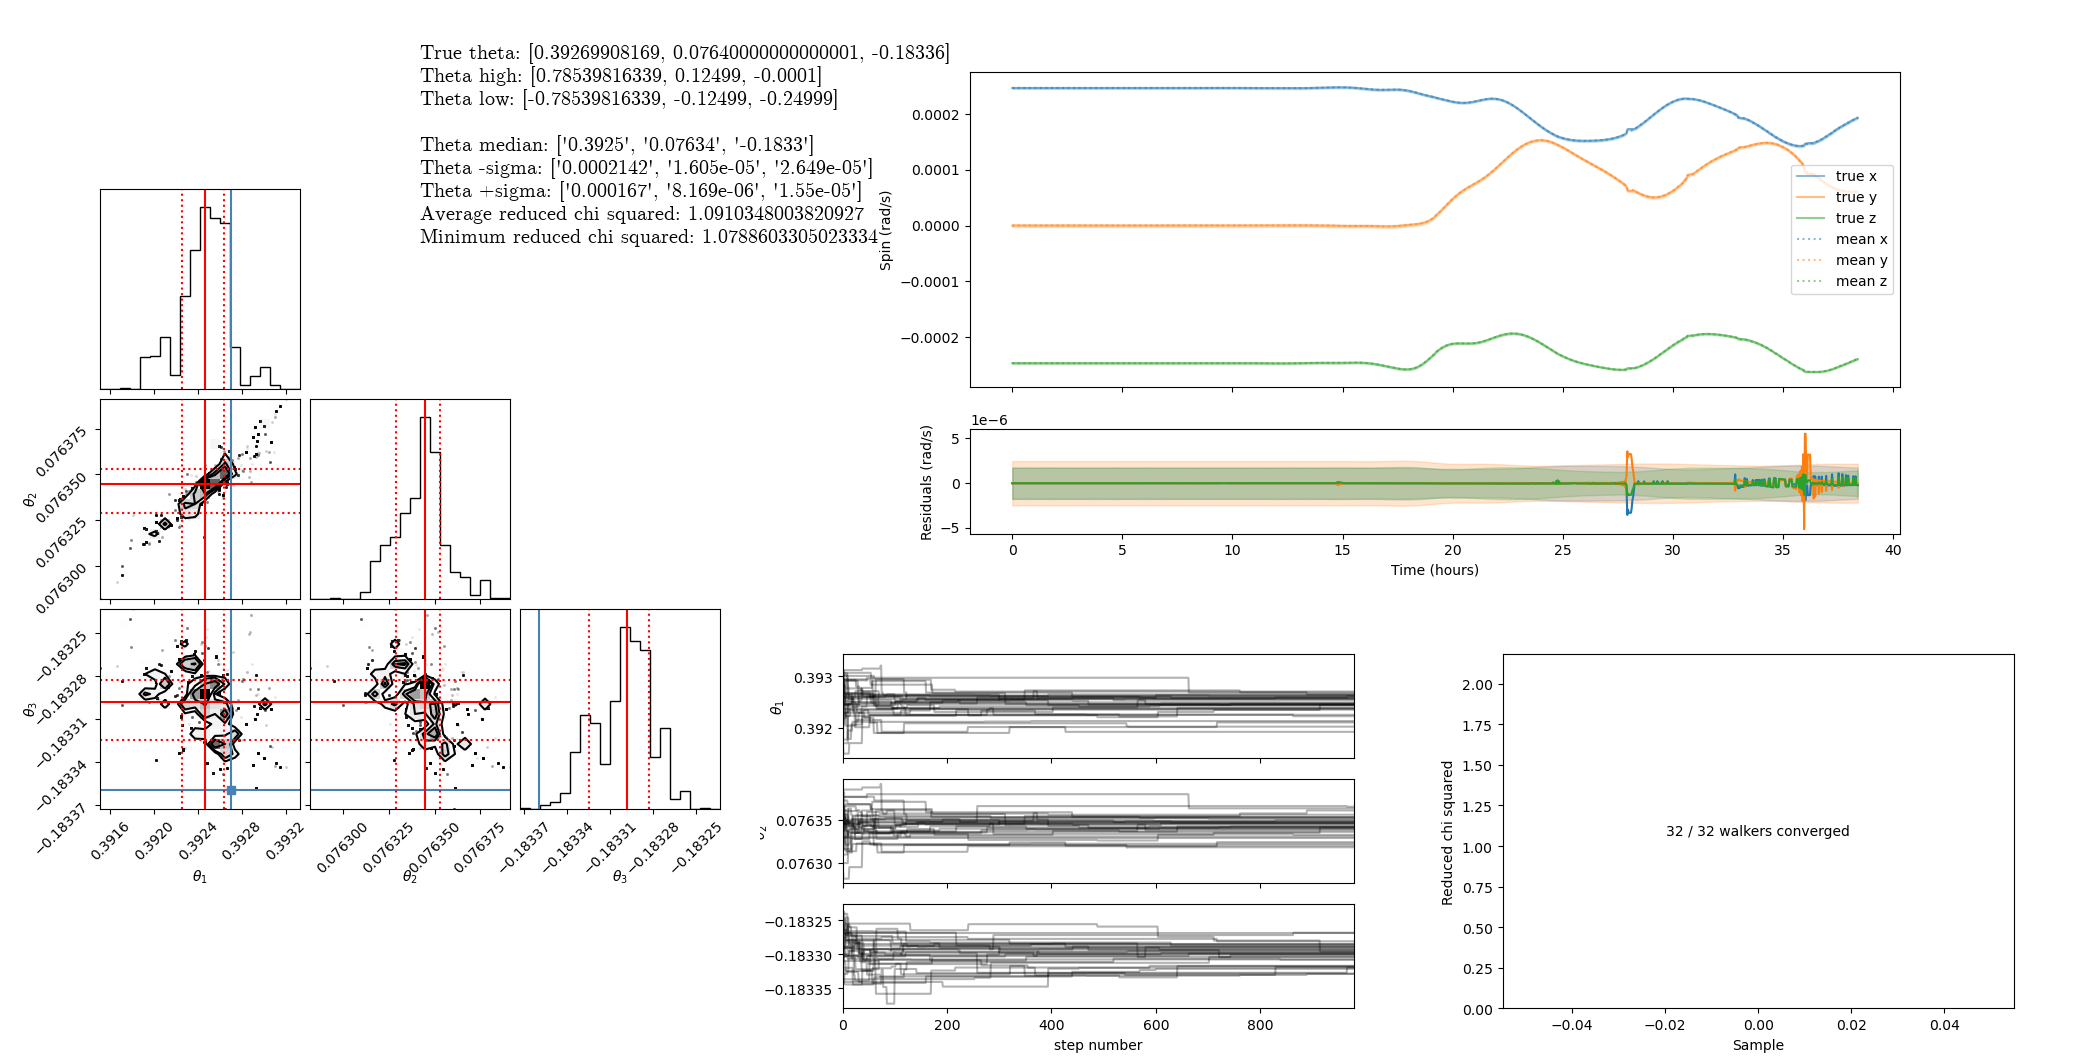 True theta: [0.39269908169, 0.07640000000000001, -0.18336]
Theta high: [0.78539816339, 0.12499, -0.0001]
Theta low: [-0.78539816339, -0.12499, -0.24999]
Theta median: ['0.3925', '0.07634', '-0.1833']
Theta -sigma: ['0.0002142', '1.605e-05', '2.649e-05']
Theta +sigma: ['0.000167', '8.169e-06', '1.55e-05']
Average reduced chi squared: 1.0910348003820927
Minimum reduced chi squared: 1.0788603305023334
0.0002
0.0001
0.0000
−0.0001
−0.0002
Spin (rad/s)
true x
true y
true z
mean x
mean y
mean z
1e−6
5
0
−5
Residuals (rad/s)
0 5 10 15 20 25 30 35 40
Time (hours)
θ2
0.076375
0.076350
0.076325
0.076300
θ3
−0.18325
−0.18328
−0.18331
−0.18334
−0.18337
0.3916 0.3920 0.3924 0.3928 0.3932
θ1
0.076300 0.076325 0.076350 0.076375
θ2
−0.18337 −0.18334 −0.18331 −0.18328 −0.18325
θ3
0.393
0.392
θ1
0.07635
0.07630
−0.18325
−0.18330
−0.18335
0 200 400 600 800
step number
2.00
1.75
1.50
1.25
1.00
0.75
0.50
0.25
0.00
Reduced chi squared
32 / 32 walkers converged
−0.04 −0.02 0.00 0.02 0.04
Sample